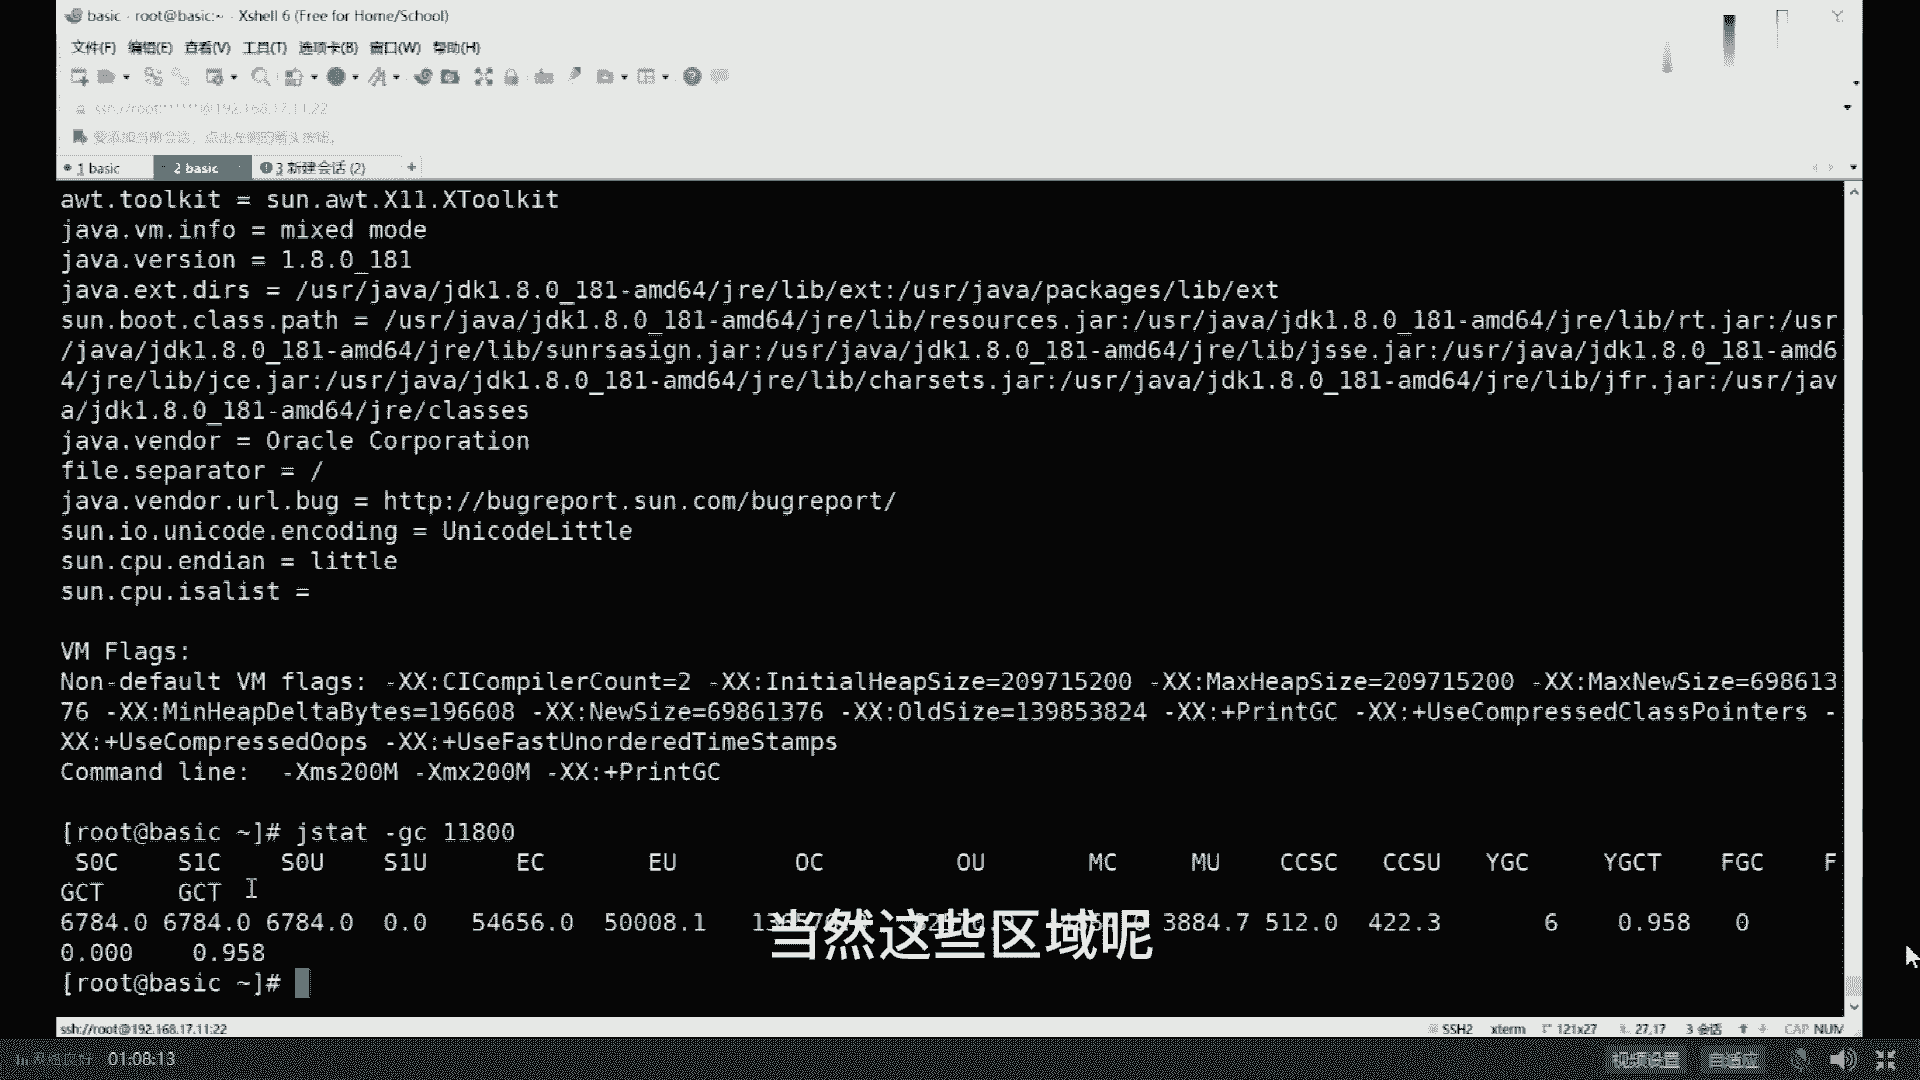 basic - root@basic:~ - Xshell 6 (Free for Home/School)
文件(F) 编辑(E) 查看(V) 工具(T) 选项卡(B) 窗口(W) 帮助(H)
ssh://root:******@192.168.17.11:22
要添加当前会话，点击左侧的箭头按钮。
1 basic 2 basic 3 新建会话 (2) +
awt.toolkit = sun.awt.X11.XToolkit
java.vm.info = mixed mode
java.version = 1.8.0_181
java.ext.dirs = /usr/java/jdk1.8.0_181-amd64/jre/lib/ext:/usr/java/packages/lib/ext
sun.boot.class.path = /usr/java/jdk1.8.0_181-amd64/jre/lib/resources.jar:/usr/java/jdk1.8.0_181-amd64/jre/lib/rt.jar:/usr
/java/jdk1.8.0_181-amd64/jre/lib/sunrsasign.jar:/usr/java/jdk1.8.0_181-amd64/jre/lib/jsse.jar:/usr/java/jdk1.8.0_181-amd6
4/jre/lib/jce.jar:/usr/java/jdk1.8.0_181-amd64/jre/lib/charsets.jar:/usr/java/jdk1.8.0_181-amd64/jre/lib/jfr.jar:/usr/jav
a/jdk1.8.0_181-amd64/jre/classes
java.vendor = Oracle Corporation
file.separator = /
java.vendor.url.bug = http://bugreport.sun.com/bugreport/
sun.io.unicode.encoding = UnicodeLittle
sun.cpu.endian = little
sun.cpu.isalist =
VM Flags:
Non-default VM flags: -XX:CICompilerCount=2 -XX:InitialHeapSize=209715200 -XX:MaxHeapSize=209715200 -XX:MaxNewSize=698613
76 -XX:MinHeapDeltaBytes=196608 -XX:NewSize=69861376 -XX:OldSize=139853824 -XX:+PrintGC -XX:+UseCompressedClassPointers -
XX:+UseCompressedOops -XX:+UseFastUnorderedTimeStamps
Command line:  -Xms200M -Xmx200M -XX:+PrintGC
[root@basic ~]# jstat -gc 11800
S0C S1C S0U S1U EC EU OC OU MC MU CCSC CCSU YGC YGCT FGC F
GCT GCT
6784.0 6784.0 6784.0 0.0 54656.0 50008.1 3884.7 512.0 422.3 6 0.958 0
0.000 0.958
当然这些区域呢
[root@basic ~]#
ssh://root@192.168.17.11:22 SSH2 xterm 121x27 27,17 3 会话 CAP NUM
01:08:13 视频设置 自适应